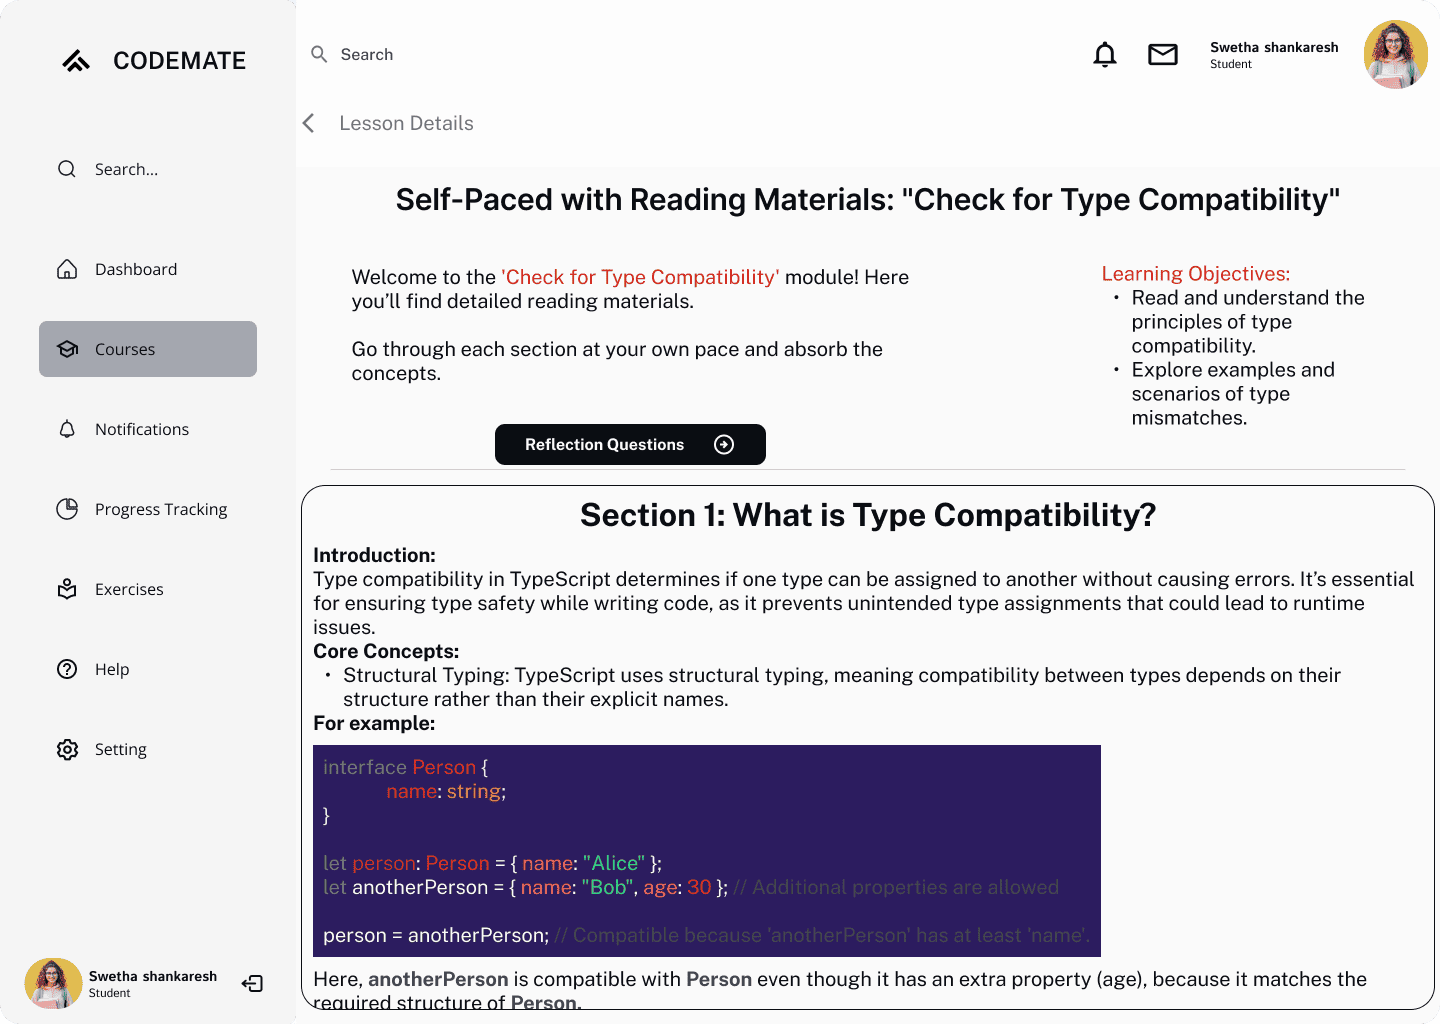 CODEMATE
Search...
Dashboard
Courses
Notifications
Progress Tracking
Exercises
Help
Setting
Swetha shankaresh
Student
Search
Swetha shankaresh
Student
Lesson Details
Self-Paced with Reading Materials: "Check for Type Compatibility"
Welcome to the 'Check for Type Compatibility' module! Here
you’ll find detailed reading materials.
Go through each section at your own pace and absorb the
concepts.
Reflection Questions
Learning Objectives:
• Read and understand the
principles of type
compatibility.
• Explore examples and
scenarios of type
mismatches.
Section 1: What is Type Compatibility?
Introduction:
Type compatibility in TypeScript determines if one type can be assigned to another without causing errors. It’s essential
for ensuring type safety while writing code, as it prevents unintended type assignments that could lead to runtime
issues.
Core Concepts:
• Structural Typing: TypeScript uses structural typing, meaning compatibility between types depends on their
structure rather than their explicit names.
For example:
interface Person {
name: string;
}
let person: Person = { name: "Alice" };
let anotherPerson = { name: "Bob", age: 30 }; // Additional properties are allowed
person = anotherPerson; // Compatible because 'anotherPerson' has at least 'name'.
Here, anotherPerson is compatible with Person even though it has an extra property (age), because it matches the
required structure of Person.